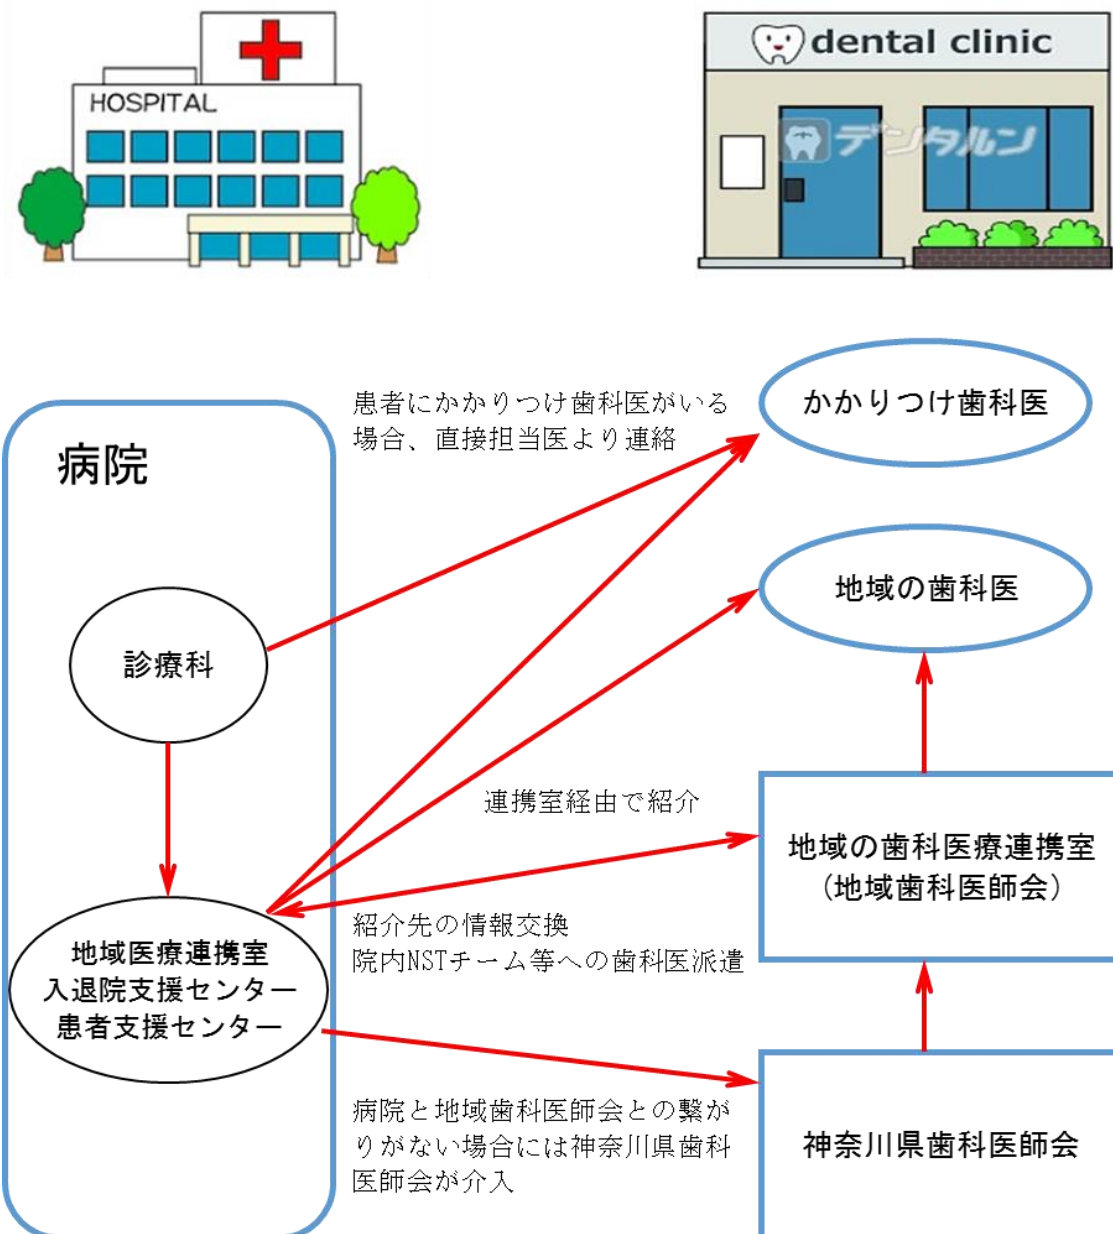 HOSPITAL
dental clinic
デンタルン
患者にかかりつけ歯科医がいる
場合、直接担当医より連絡
かかりつけ歯科医
病院
地域の歯科医
診療科
連携室経由で紹介
地域の歯科医療連携室
(地域歯科医師会)
紹介先の情報交換
院内NSTチーム等への歯科医派遣
地域医療連携室
入退院支援センター
患者支援センター
病院と地域歯科医師会との繋が
りがない場合には神奈川県歯科
医師会が介入
神奈川県歯科医師会